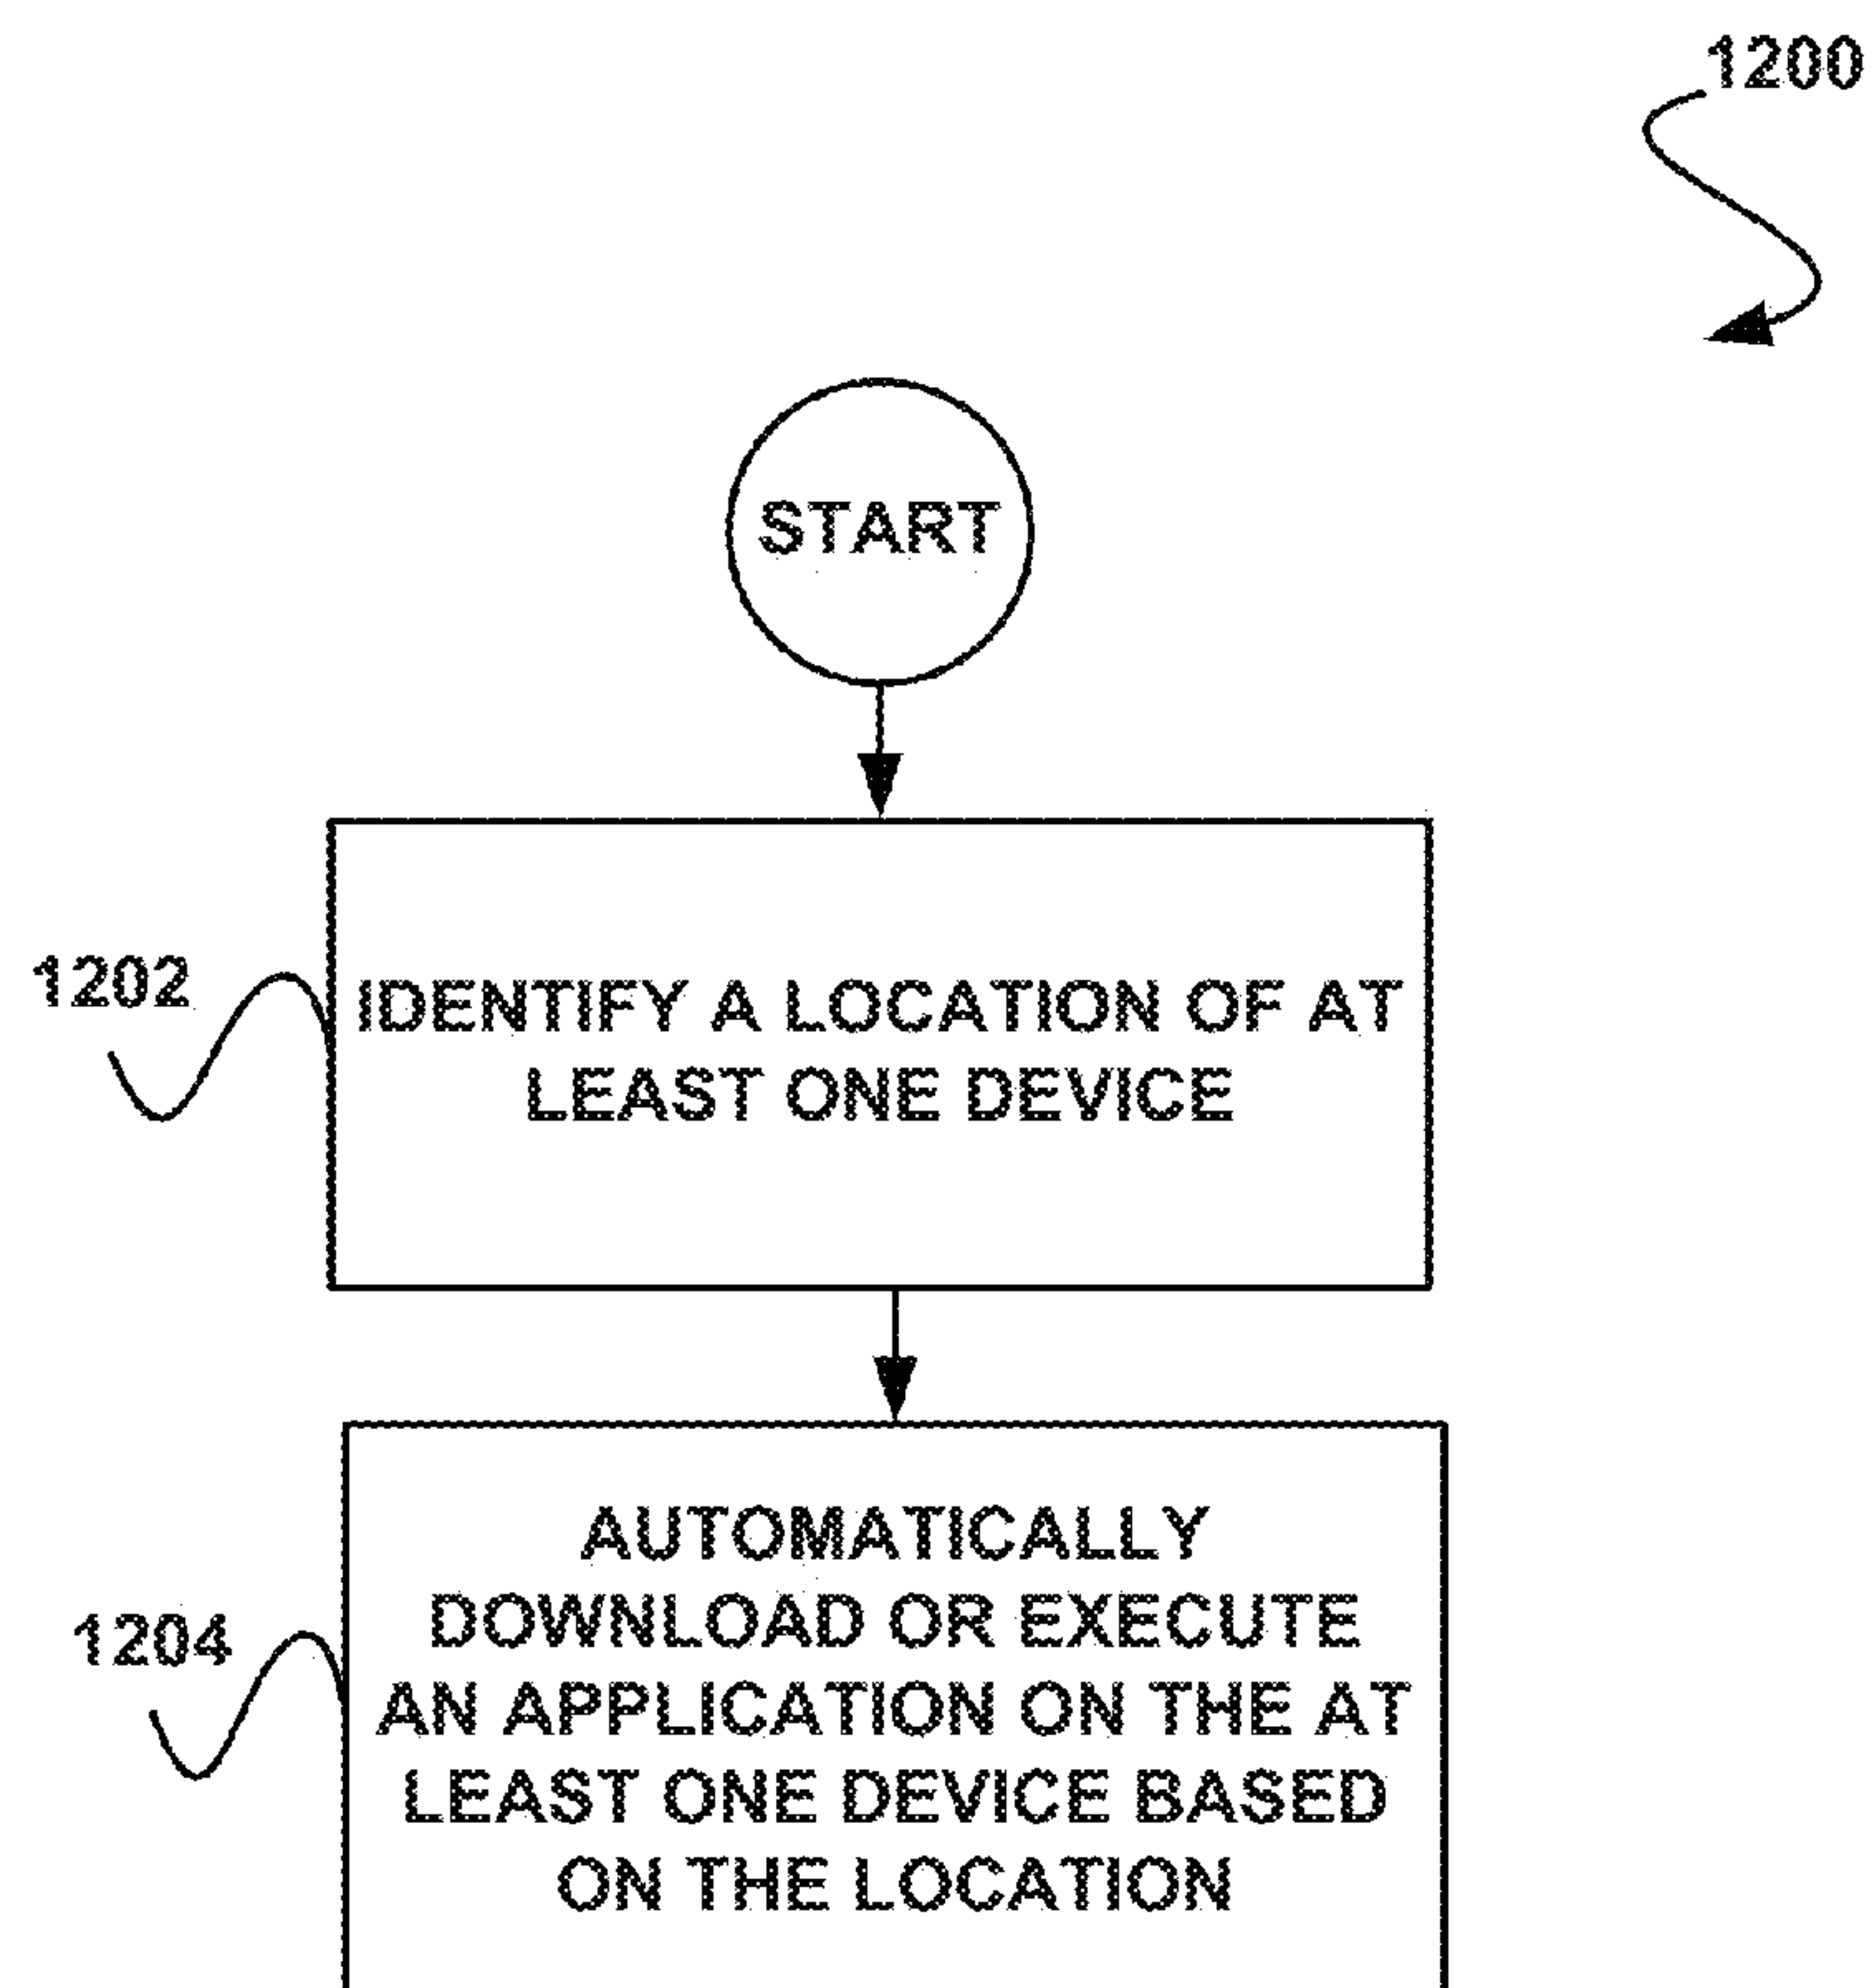 1200
START
1202
IDENTIFY A LOCATION OF AT
LEAST ONE DEVICE
AUTOMATICALLY
DOWNLOAD OR EXECUTE
1204
AN APPLICATION ON THE AT
LEAST ONE DEVICE BASED
ON THE LOCATION